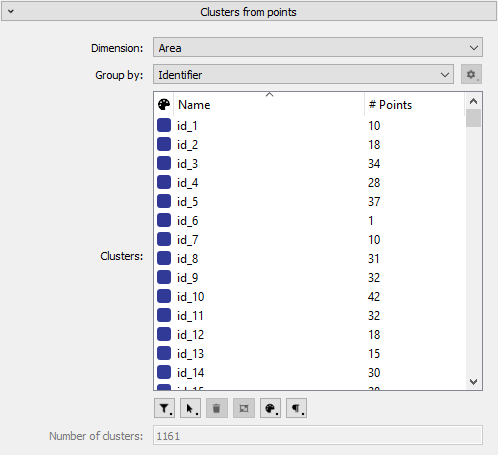 Clusters from points
Dimension: Area
Group by: Identifier
Name # Points
id_1 10
id_2 18
id_3 34
id_4 28
id_5 37
id_6 1
id_7 10
id_8 31
Clusters: id_9 32
id_10 42
id_11 32
id_12 18
id_13 15
id_14 30
Number of clusters: 1161